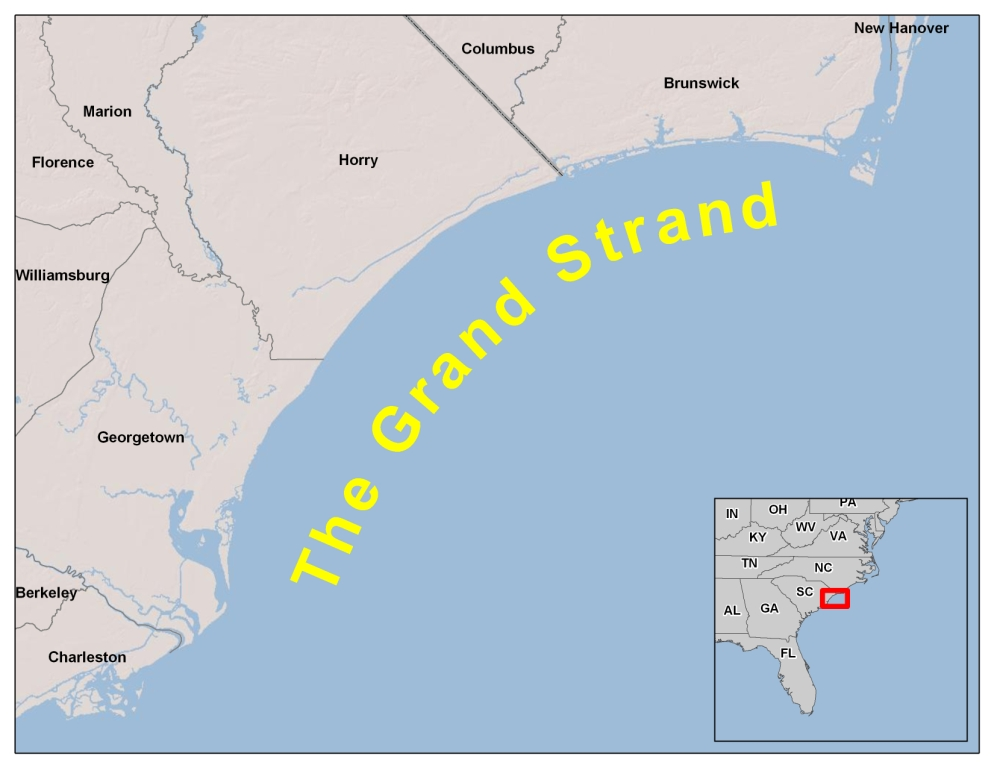 New Hanover
Columbus
Brunswick
Marion
Florence
Horry
Williamsburg
The Grand Strand
Georgetown
Berkeley
Charleston
PA
OH
IN
WV
VA
KY
TN
NC
SC
AL
GA
FL